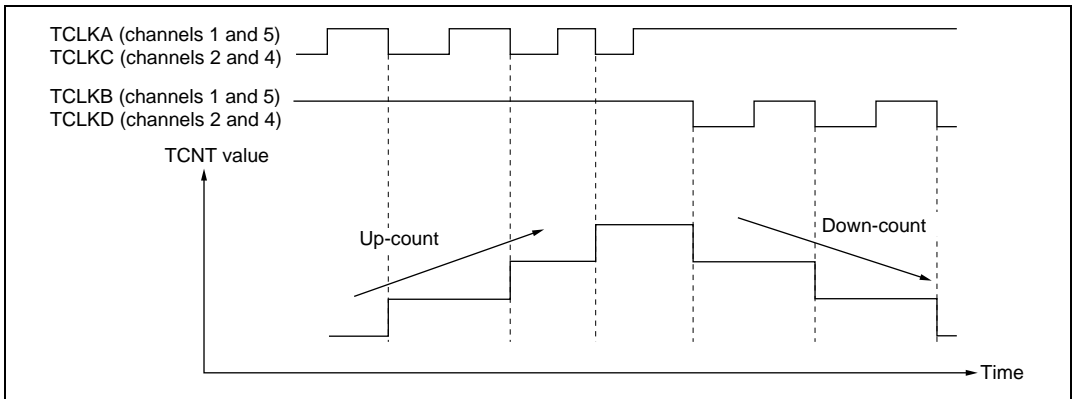 TCLKA (channels 1 and 5)
TCLKC (channels 2 and 4)
TCLKB (channels 1 and 5)
TCLKD (channels 2 and 4)
TCNT value
Up-count
Down-count
Time